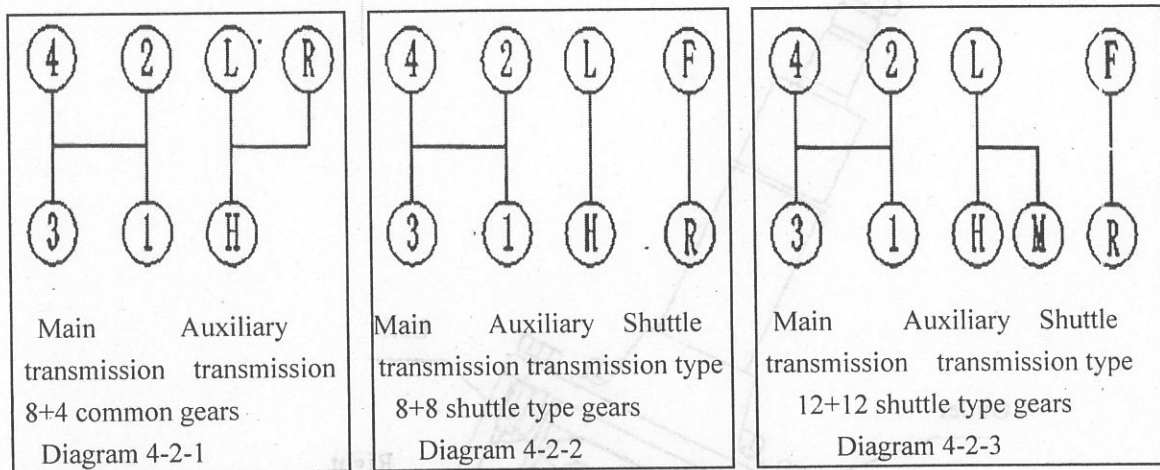 4 2 L R
3 1 H
Main Auxiliary
transmission transmission
8+4 common gears
Diagram 4-2-1
4 2 L F
3 1 H R
Main Auxiliary Shuttle
transmission transmission type
8+8 shuttle type gears
Diagram 4-2-2
4 2 L F
3 1 H M R
Main Auxiliary Shuttle
transmission transmission type
12+12 shuttle type gears
Diagram 4-2-3